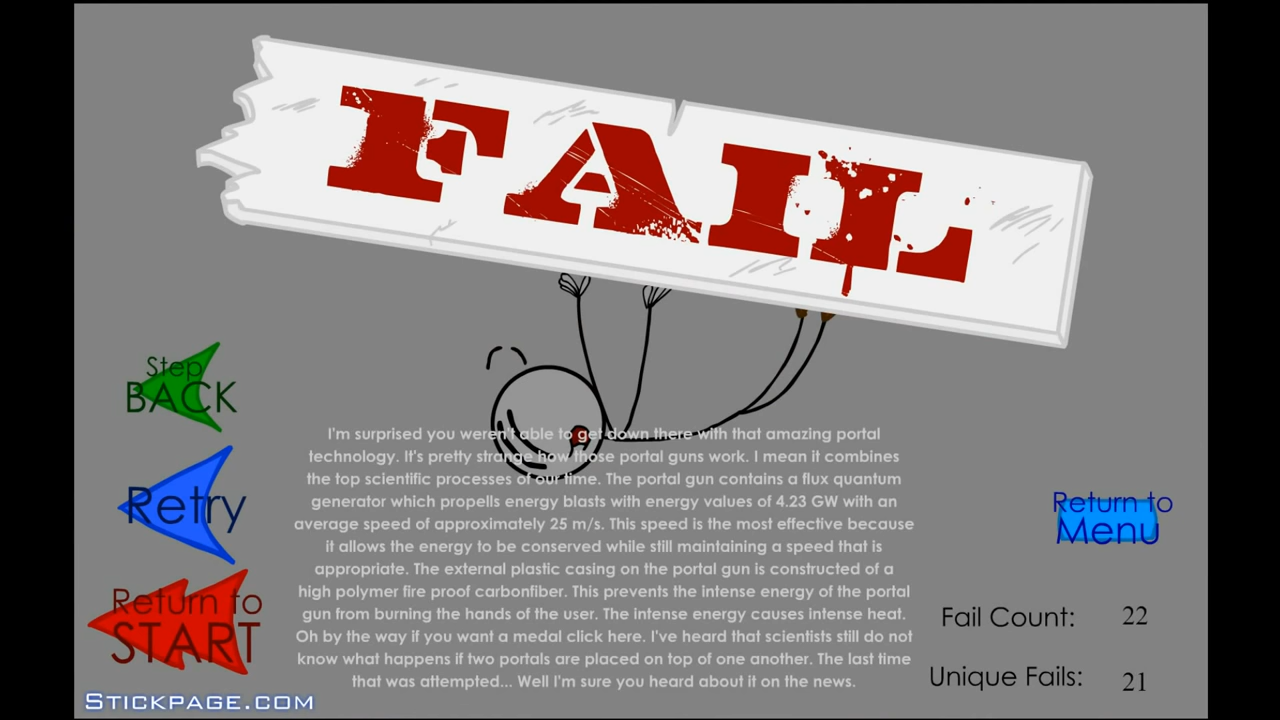 FAIL
Step
BACK
I'm surprised you weren't able to get down there with that amazing portal
technology. It's pretty strange how those portal guns work. I mean it combines
the top scientific processes of our time. The portal gun contains a flux quantum
generator which propells energy blasts with energy values of 4.23 GW with an
average speed of approximately 25 m/s. This speed is the most effective because
it allows the energy to be conserved while still maintaining a speed that is
appropriate. The external plastic casing on the portal gun is constructed of a
high polymer fire proof carbonfiber. This prevents the intense energy of the portal
gun from burning the hands of the user. The intense energy causes intense heat.
Oh by the way if you want a medal click here. I've heard that scientists still do not
know what happens if two portals are placed on top of one another. The last time
that was attempted... Well I'm sure you heard about it on the news.
Retry
Return to
START
Return to
Menu
Fail Count: 22
Unique Fails: 21
STICKPAGE.COM